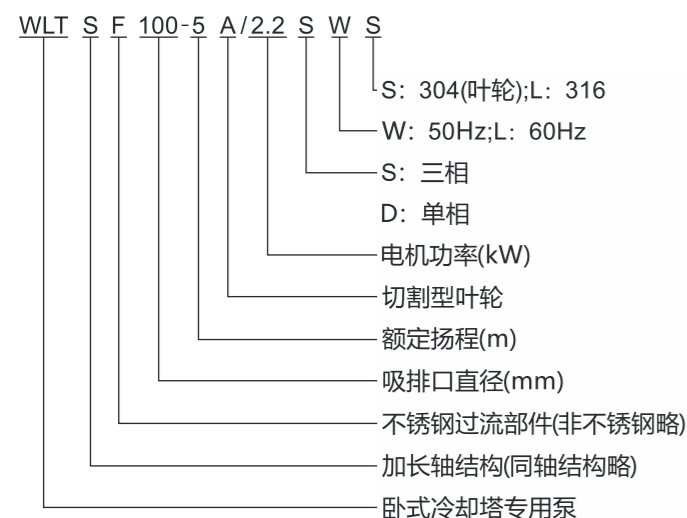 WLT S F 100-5 A/2.2 S W S
S：304(叶轮);L：316
W：50Hz;L：60Hz
S：三相
D：单相
电机功率(kW)
切割型叶轮
额定扬程(m)
吸排口直径(mm)
不锈钢过流部件(非不锈钢略)
加长轴结构(同轴结构略)
卧式冷却塔专用泵